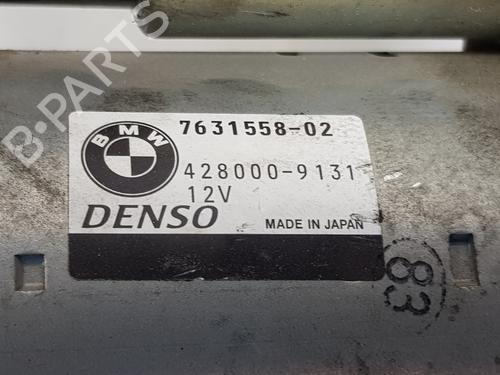 B-PARTS
BMW
7631558-02
428000-9131
12V
DENSO
MADE IN JAPAN
83